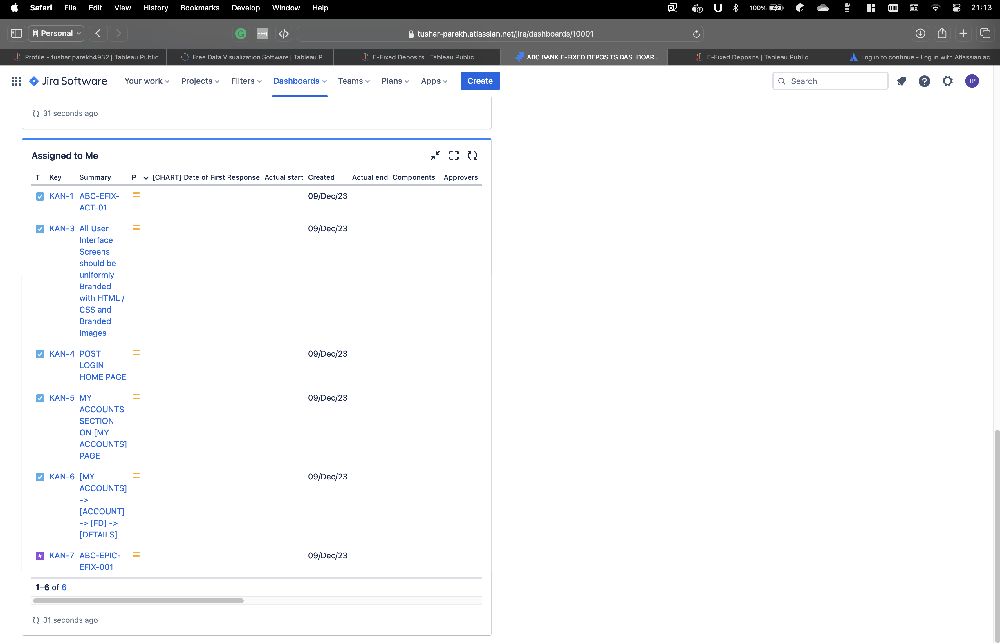 Safari File Edit View History Bookmarks Develop Window Help 100% 21:13
Personal tushar-parekh.atlassian.net/jira/dashboards/10001
Profile - tushar.parekh4932 | Tableau Public Free Data Visualization Software | Tableau P... E-Fixed Deposits | Tableau Public ABC BANK E-FIXED DEPOSITS DASHBOAR... E-Fixed Deposits | Tableau Public Log in to continue - Log in with Atlassian ac...
Jira Software Your work Projects Filters Dashboards Teams Plans Apps Create Search TP
31 seconds ago
Assigned to Me
T Key Summary P [CHART] Date of First Response Actual start Created Actual end Components Approvers
KAN-1 ABC-EFIX- 09/Dec/23
ACT-01
KAN-3 All User 09/Dec/23
Interface
Screens
should be
uniformly
Branded
with HTML /
CSS and
Branded
Images
KAN-4 POST 09/Dec/23
LOGIN
HOME PAGE
KAN-5 MY 09/Dec/23
ACCOUNTS
SECTION
ON [MY
ACCOUNTS]
PAGE
KAN-6 [MY 09/Dec/23
ACCOUNTS]
->
[ACCOUNT]
-> [FD] ->
[DETAILS]
KAN-7 ABC-EPIC- 09/Dec/23
EFIX-001
1–6 of 6
31 seconds ago